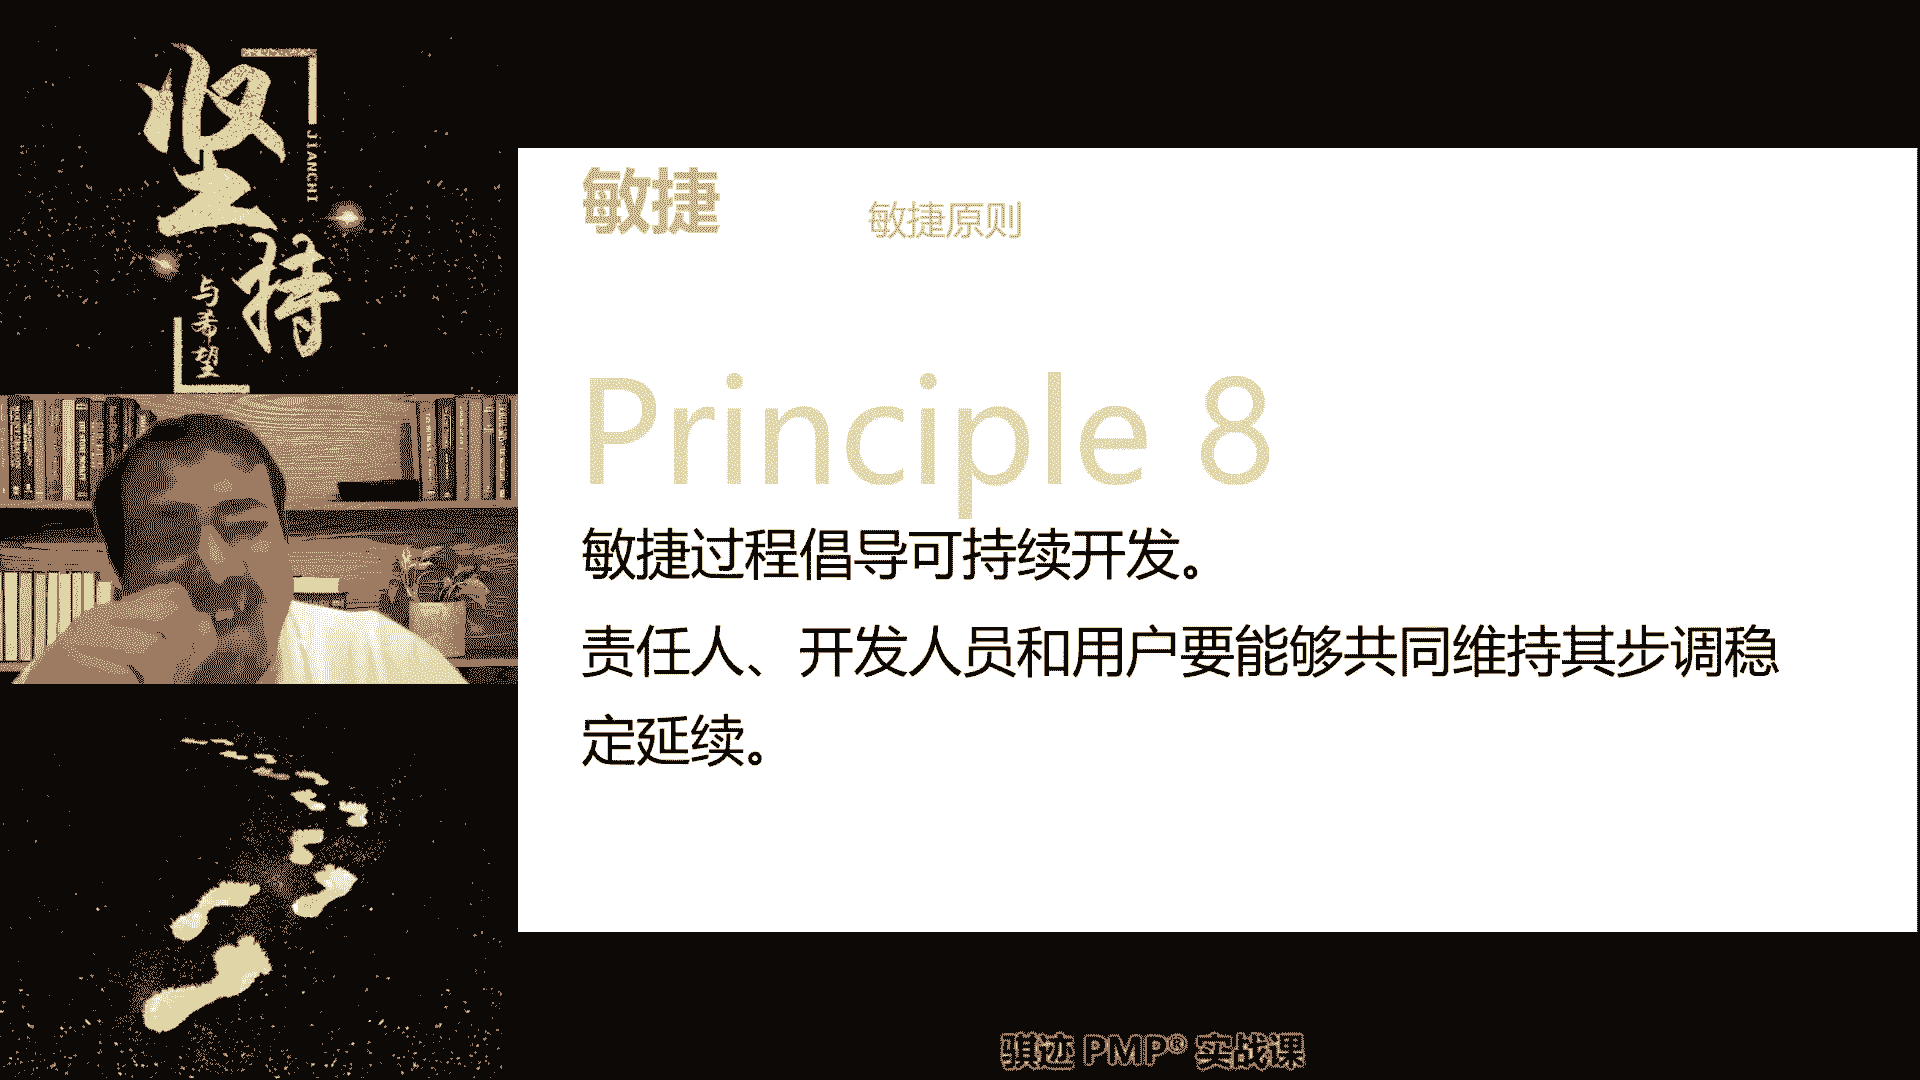 坚持
JIANCHI
与希望
敏捷
敏捷原则
Principle 8
敏捷过程倡导可持续开发。
责任人、开发人员和用户要能够共同维持其步调稳
定延续。
骐迹 PMP® 实战课